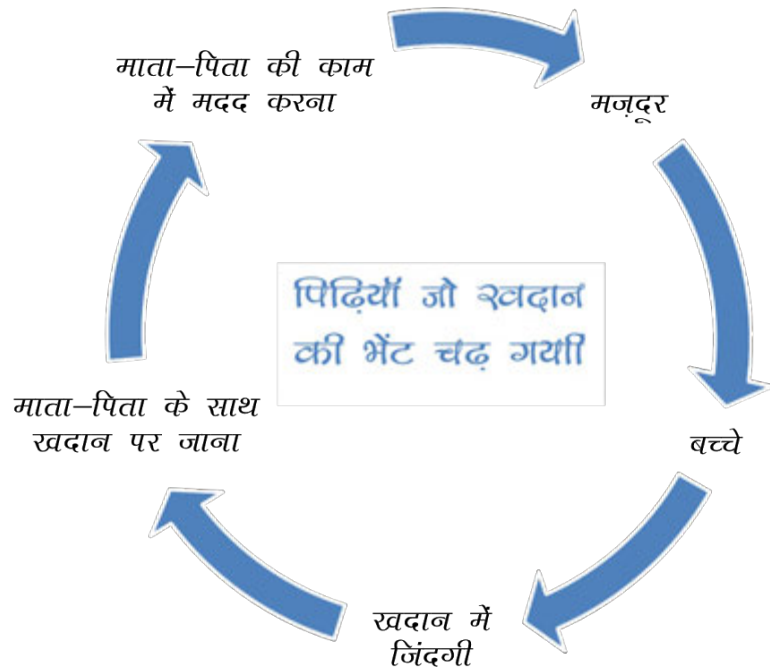 माता–पिता की काम
में मदद करना
मज़दूर
पिढ़ियाँ जो खदान
की भेंट चढ़ गयाी
माता–पिता के साथ
खदान पर जाना
बच्चे
खदान में
जिंदगी